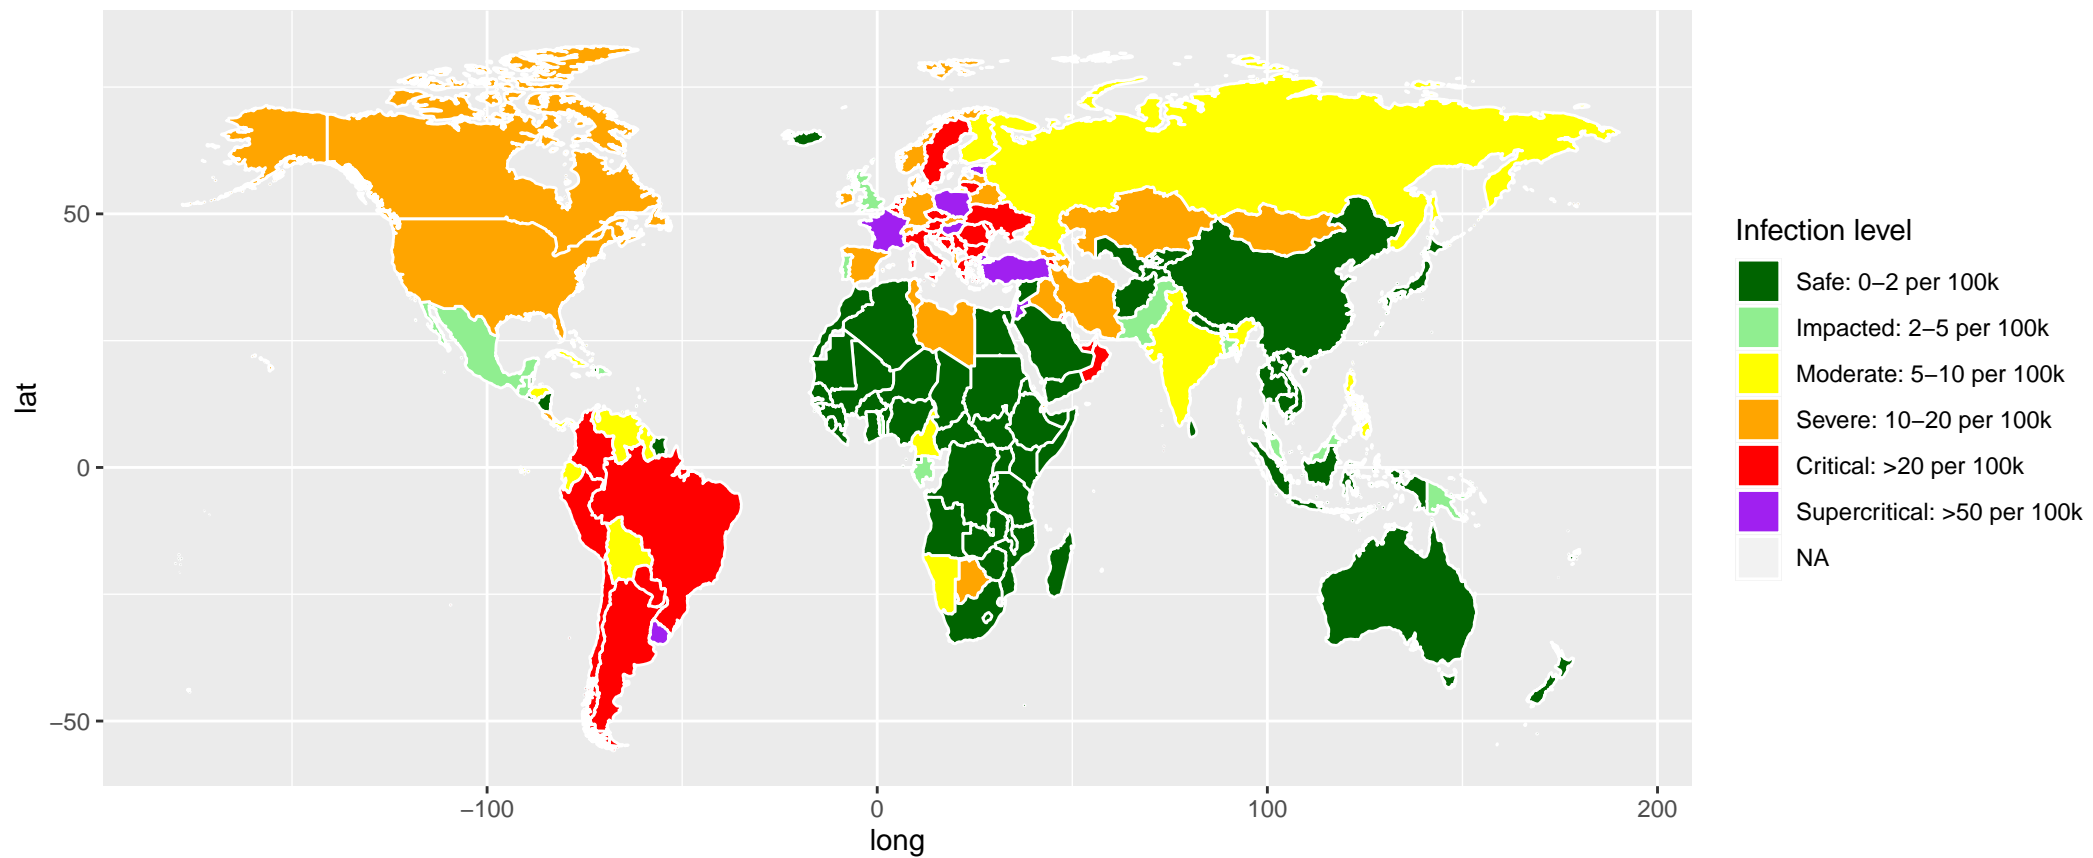 50
0
−50
lat
−100
0
100
200
long
Infection level
Safe: 0−2 per 100k
Impacted: 2−5 per 100k
Moderate: 5−10 per 100k
Severe: 10−20 per 100k
Critical: >20 per 100k
Supercritical: >50 per 100k
NA